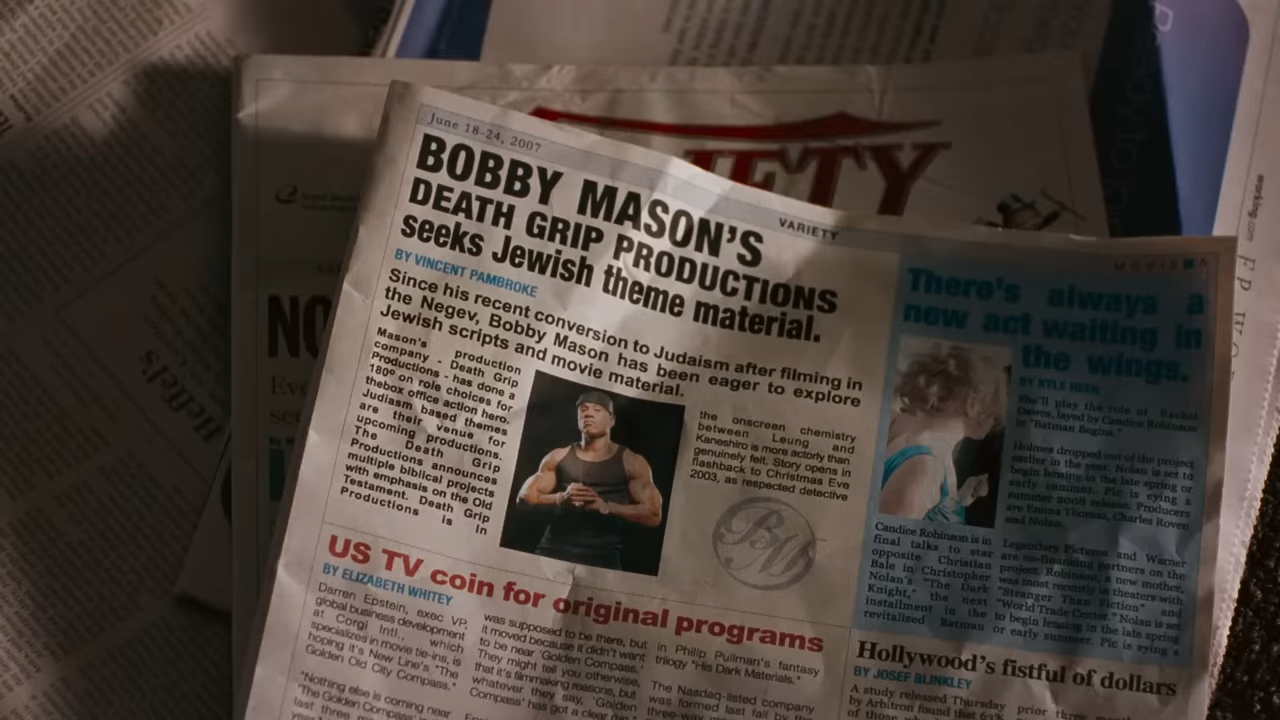 IETY
June 18-24, 2007
VARIETY
BOBBY MASON'S
DEATH GRIP PRODUCTIONS
seeks Jewish theme material.
BY VINCENT PAMBROKE
Since his recent conversion to Judaism after filming in
the Negev, Bobby Mason has been eager to explore
Jewish scripts and movie material.
Mason's production
company - Death Grip
Productions - has done a
180º on role choices for
thebox office action hero.
Judiasm based themes
are their venue for
upcoming productions.
The Death Grip
Productions announces
multiple biblical projects
with emphasis on the Old
Testament. Death Grip
Productions is in
the onscreen chemistry
between Leung and
Kaneshiro is more actorly than
genuinely felt. Story opens in
flashback to Christmas Eve
2003, as respected detective
BM
US TV coin for original programs
BY ELIZABETH WHITEY
Darren Epstein, exec VP,
global business development
at Corgi Intl., which
specializes in movie tie-ins, is
hoping it's New Line's "The
Golden Old City Compass."
"Nothing else is coming near
'The Golden Compass' in
last three
was supposed to be there, but
it moved because it didn't want
to be near 'Golden Compass.'
They might tell you otherwise,
that it's filmmaking reasons, but
whatever they say, 'Golden
Compass' has got a clear
in Philip Pullman's fantasy
trilogy "His Dark Materials."
The Nasdaq-listed company
was formed last fall by the
MOVIES 5
There's always a
new act waiting in
the wings.
BY KYLE REEN
She'll play the role of Rachel
Dawes, layed by Candice Robinson
in "Batman Begins."
Holmes dropped out of the project
earlier in the year. Nolan is set to
begin lensing in the late spring or
early summer. Pic is eying a
summer 2008 release. Producers
are Emma Thomas, Charles Roven
and Nolan.
Legendary Pictures and Warner
are co-financing partners on the
project. Robinson, a new mother,
was most recently in theaters with
"Stranger Than Fiction" and
"World Trade Center." Nolan is set
to begin lensing in the late spring
or early summer. Pic is eying a
Candice Robinson is in
final talks to star
opposite Christian
Bale in Christopher
Nolan's "The Dark
Knight," the next
installment in the
revitalized Batman
Hollywood's fistful of dollars
BY JOSEF BLINKLEY
A study released Thursday
by Arbitron found that 63%
of those
prior three
NO